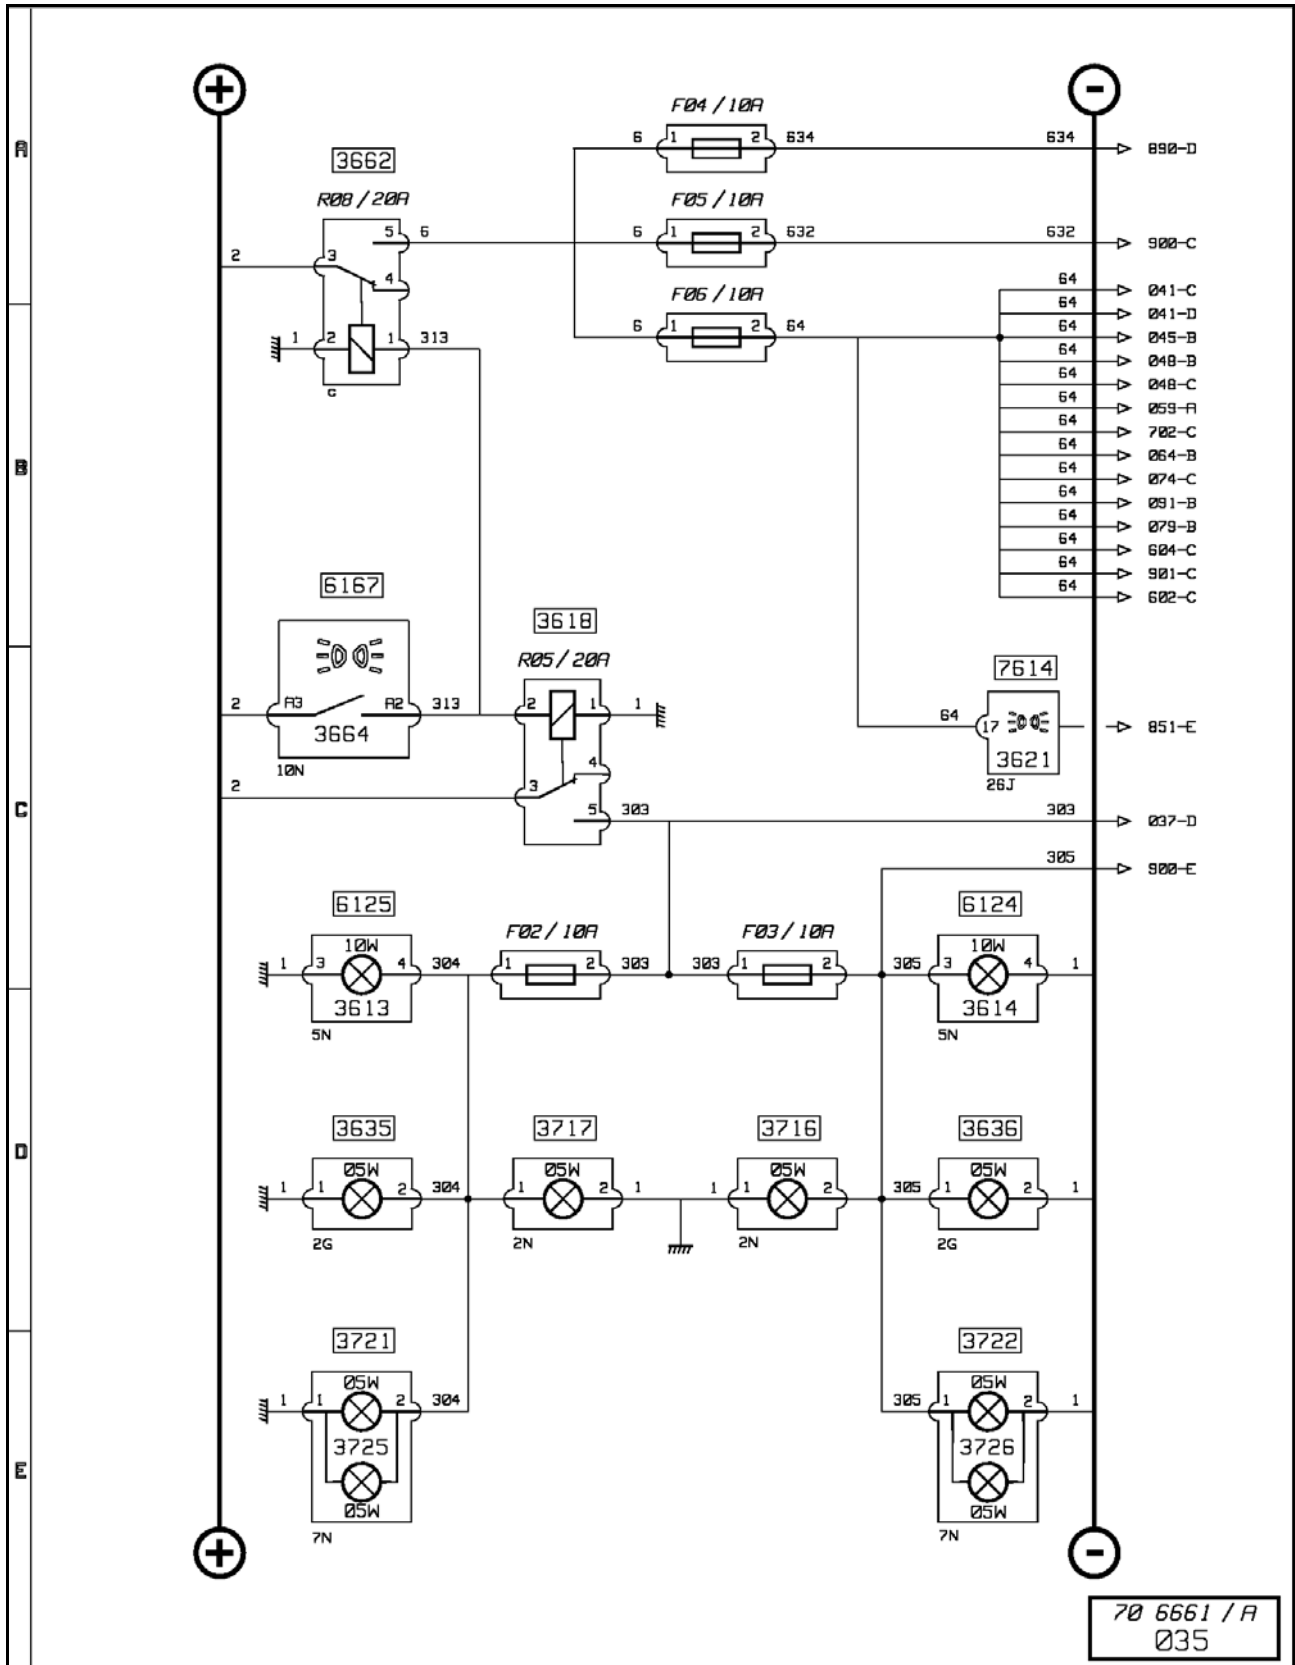 + -
A
F04 / 10A
6 1 2 634 634 890-D
3662
R08 / 20A
F05 / 10A
5 6 6 1 2 632 632 900-C
2 3 4
F06 / 10A
64 041-C
64 041-D
6 1 2 64 64 045-B
1 2 1 313
64 048-B
64 048-C
G
64 059-A
64 702-C
B
64 064-B
64 074-C
64 091-B
64 079-B
64 604-C
64 901-C
64 602-C
6167
3618
R05 / 20A
7614
2 A3 A2 313 2 1 1
3664
64 17 851-E
3621
10N
26J
2 3 4
C
5 303 303 037-D
305 900-E
6125 6124
F02 / 10A F03 / 10A
10W 10W
1 3 4 304 1 2 303 303 1 2 305 3 4 1
3613 3614
5N 5N
D
3635 3717 3716 3636
05W 05W 05W 05W
1 1 2 304 1 2 1 1 1 2 305 1 2 1
2G 2N 2N 2G
3721 3722
05W 05W
1 1 2 304 305 1 2 1
3725 3726
E
05W 05W
7N 7N
+ -
70 6661 / A
035